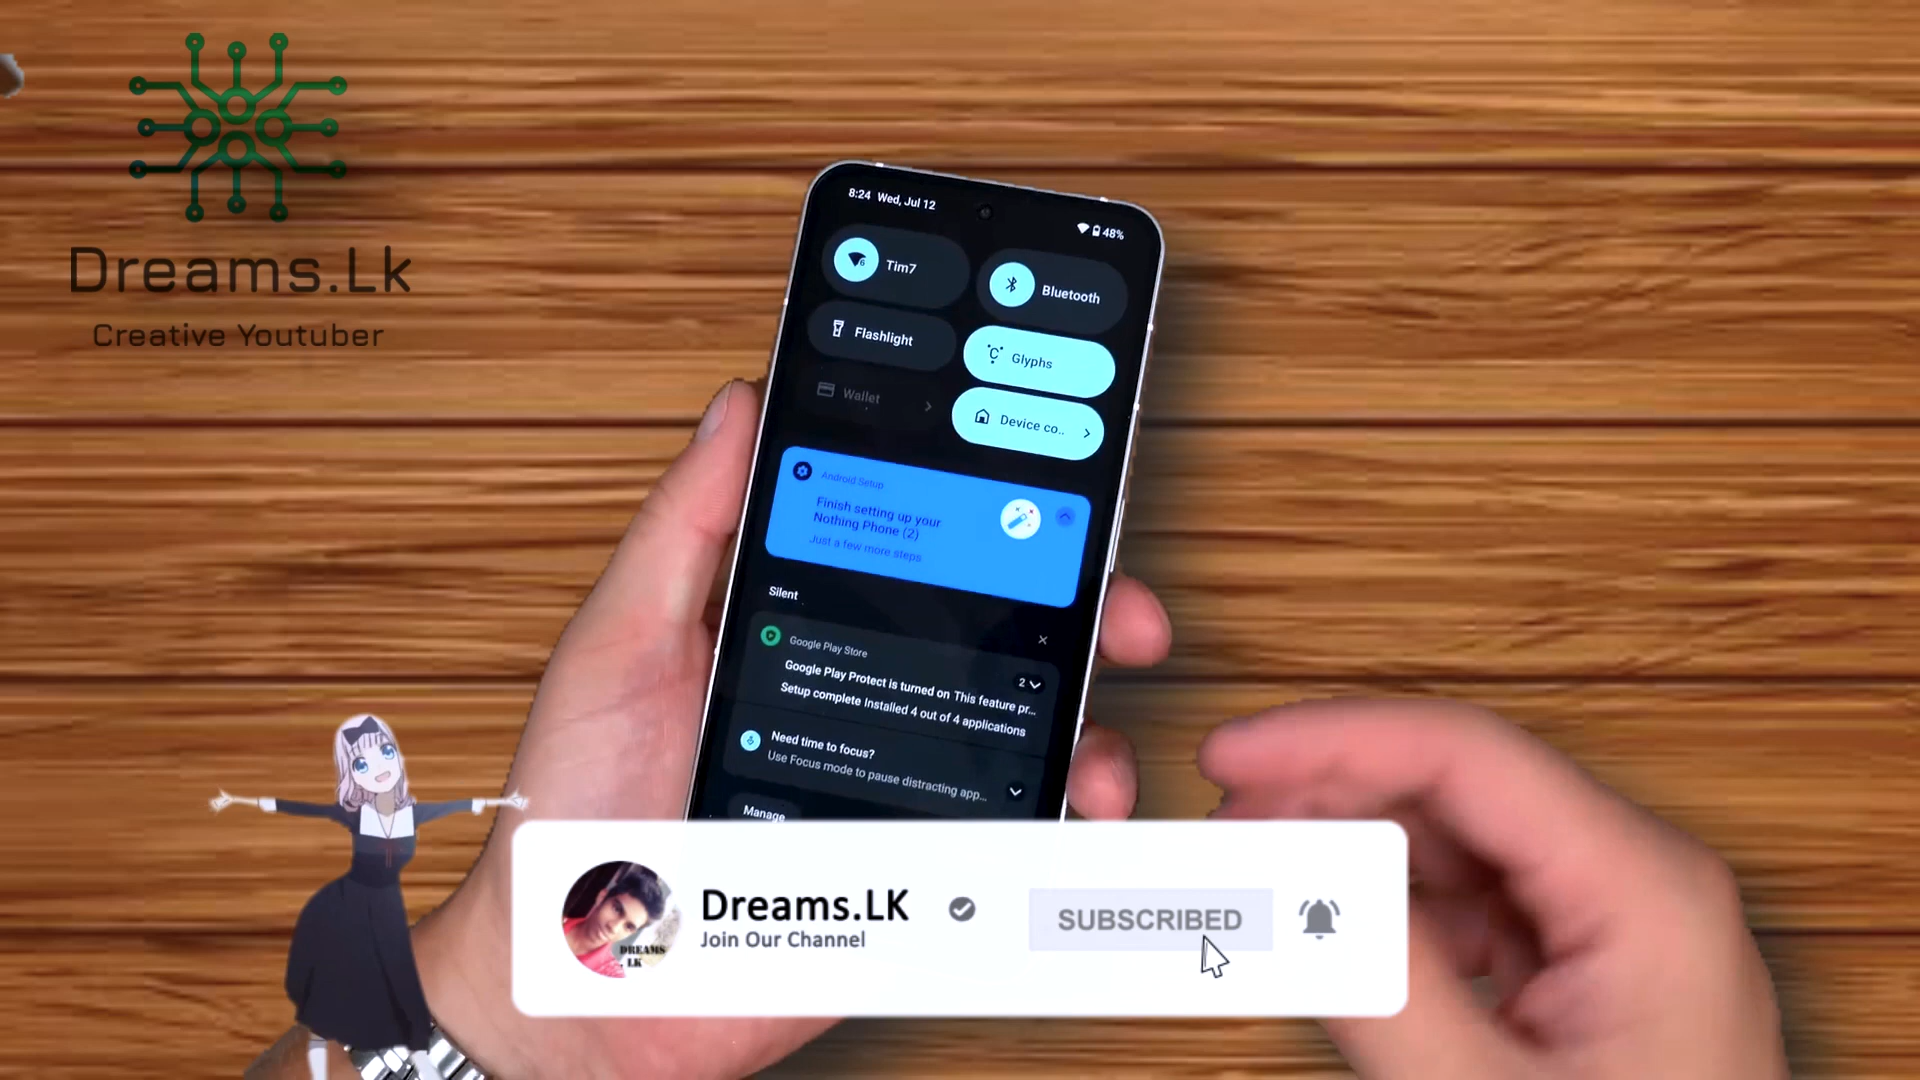 Dreams.Lk
Creative Youtuber
8:24 Wed, Jul 12
48%
Tim7
Bluetooth
Flashlight
Glyphs
Wallet
Device co..
Android Setup
Finish setting up your
Nothing Phone (2)
Just a few more steps
Silent
Google Play Store
Google Play Protect is turned on This feature pr...
2
Setup complete Installed 4 out of 4 applications
Need time to focus?
Use Focus mode to pause distracting app...
Manage
Dreams.LK
Join Our Channel
DREAMS
. LK
SUBSCRIBED